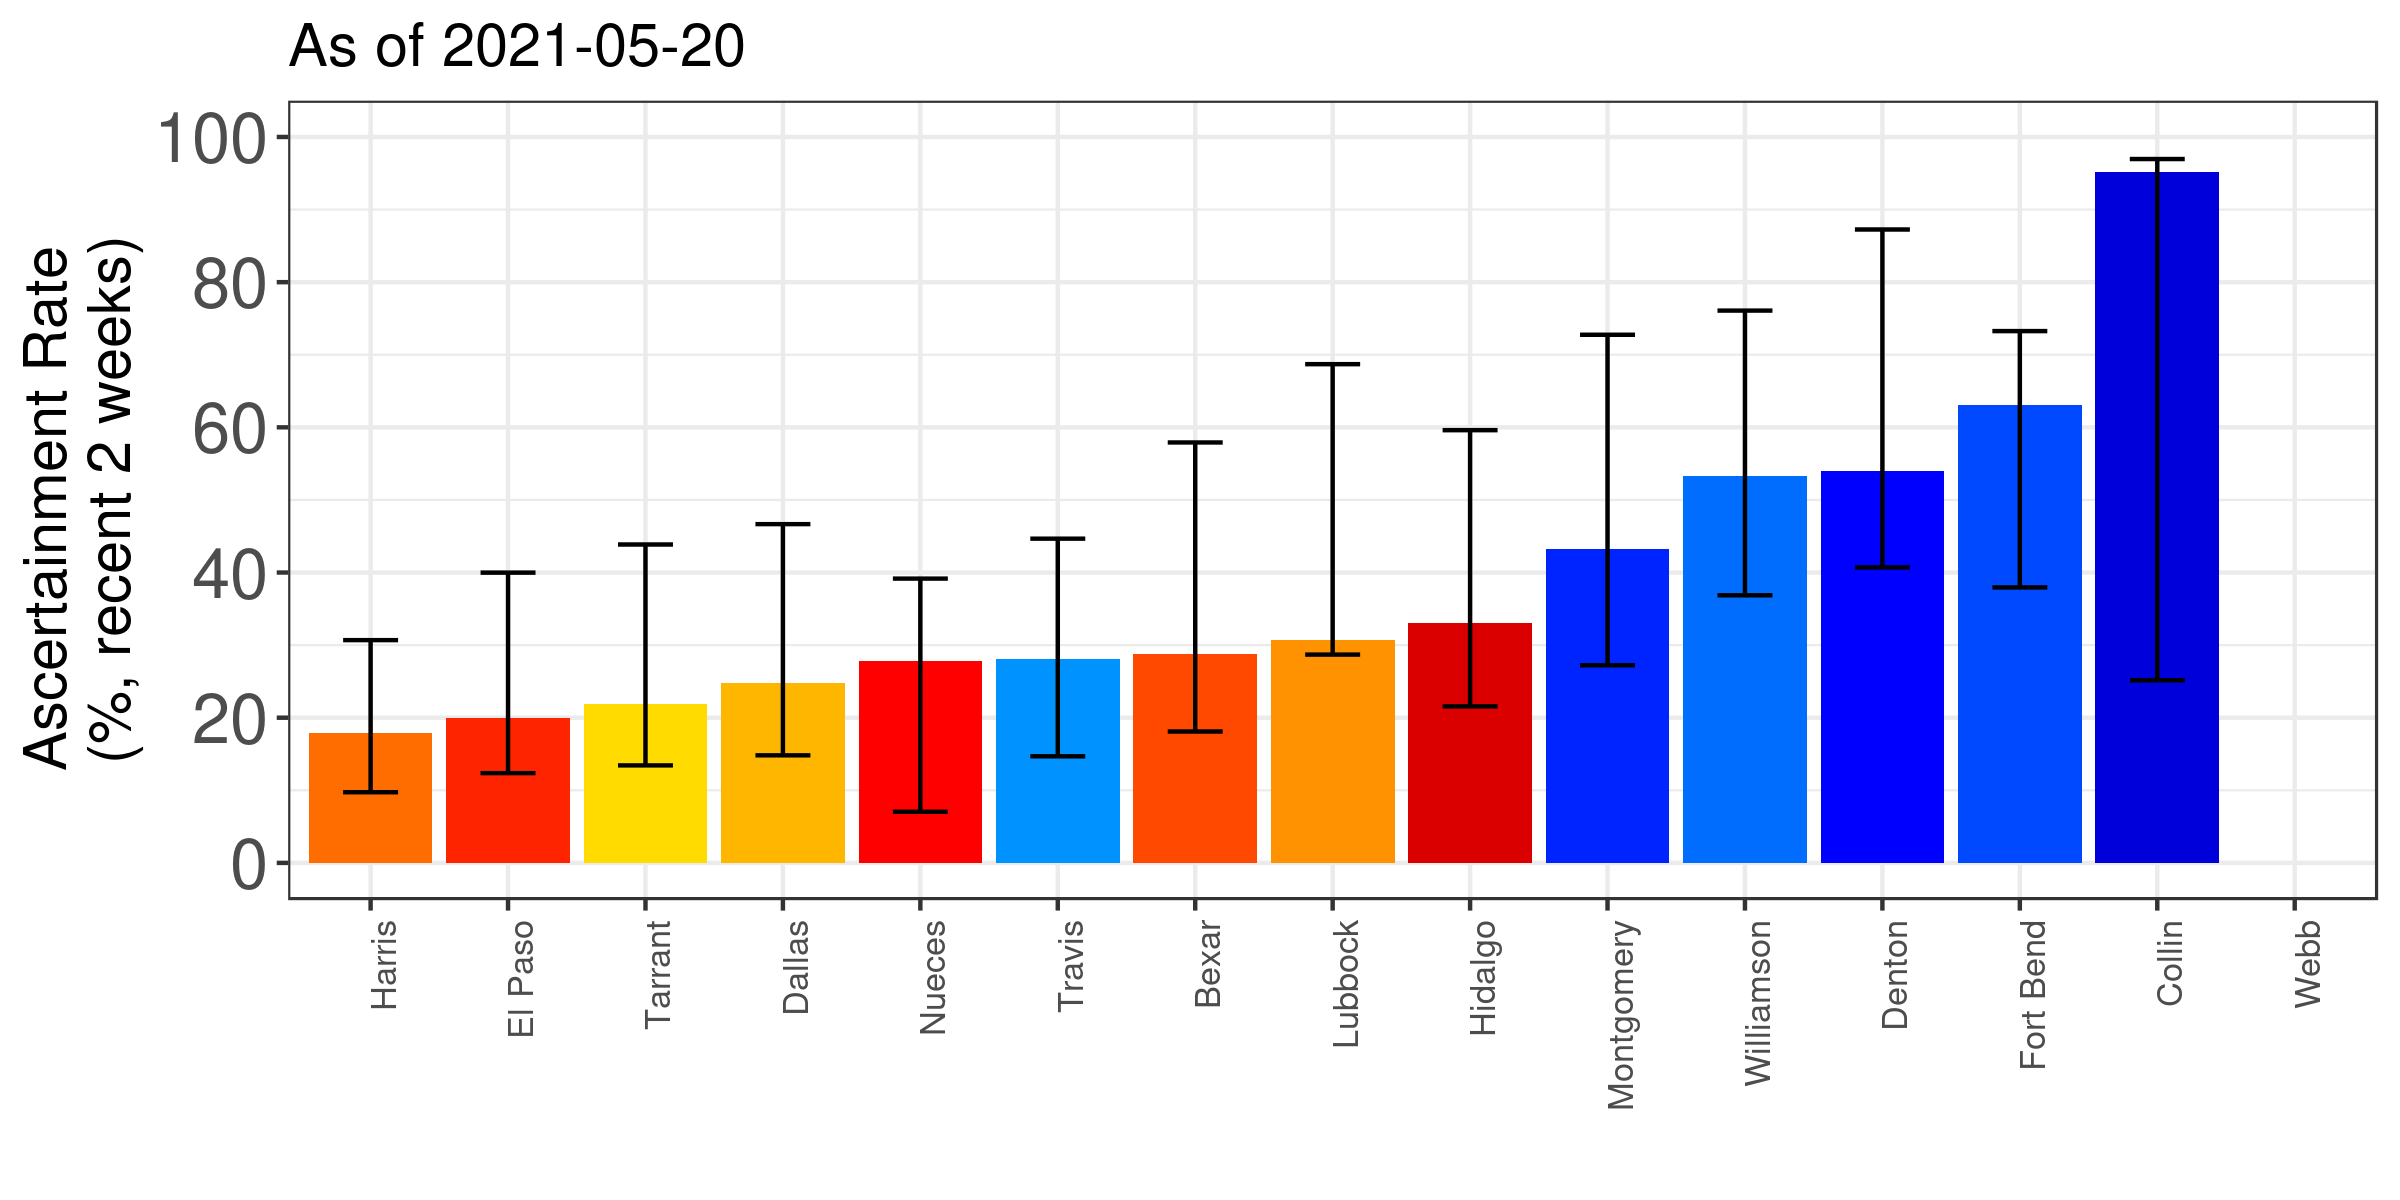 As of 2021-05-20
Ascertainment Rate
(%, recent 2 weeks)
100
80
60
40
20
0
Harris
El Paso
Tarrant
Dallas
Nueces
Travis
Bexar
Lubbock
Hidalgo
Montgomery
Williamson
Denton
Fort Bend
Collin
Webb